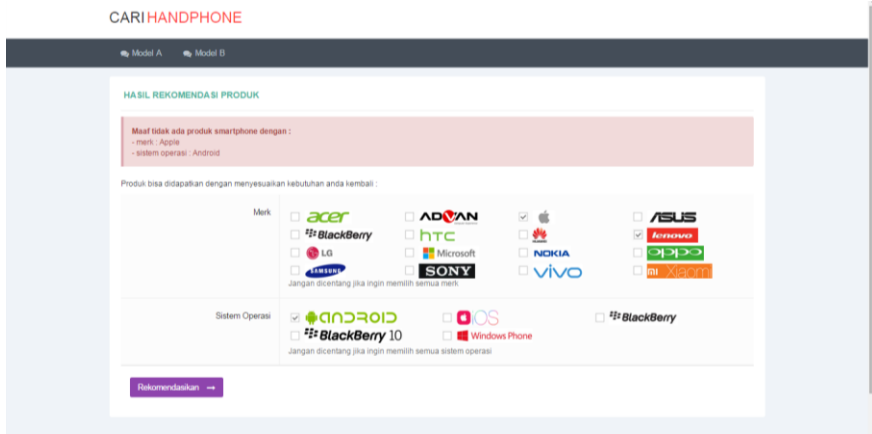 CARI HANDPHONE
Model A Model B
HASIL REKOMENDASI PRODUK
Maaf tidak ada produk smartphone dengan :
- merk : Apple
- sistem operasi : Android
Produk bisa didapatkan dengan menyesuaikan kebutuhan anda kembali :
Merk
acer ADVAN ASUS
BlackBerry hTC HUAWEI lenovo
LG Microsoft NOKIA oppo
SAMSUNG SONY vivo mi Xiaomi
Jangan dicentang jika ingin memilih semua merk
Sistem Operasi
ANDROID iOS BlackBerry
BlackBerry 10 Windows Phone
Jangan dicentang jika ingin memilih semua sistem operasi
Rekomendasikan →